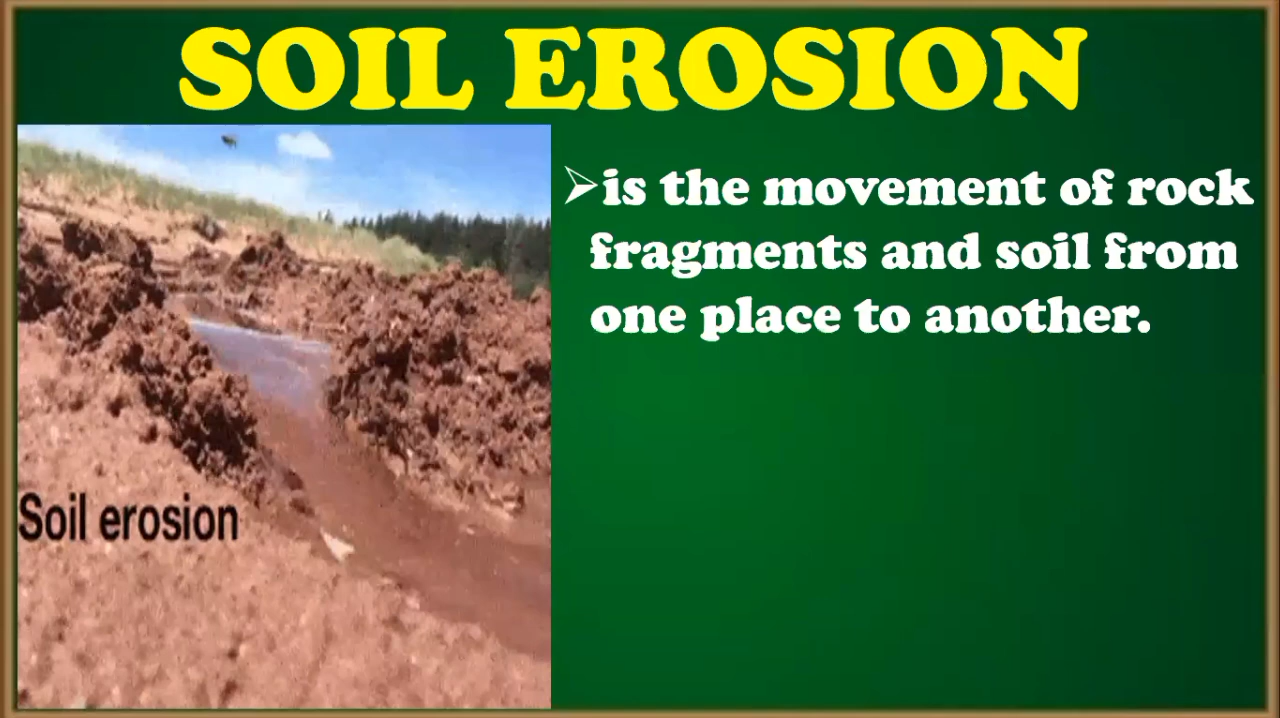 SOIL EROSION
➢is the movement of rock
fragments and soil from
one place to another.
Soil erosion